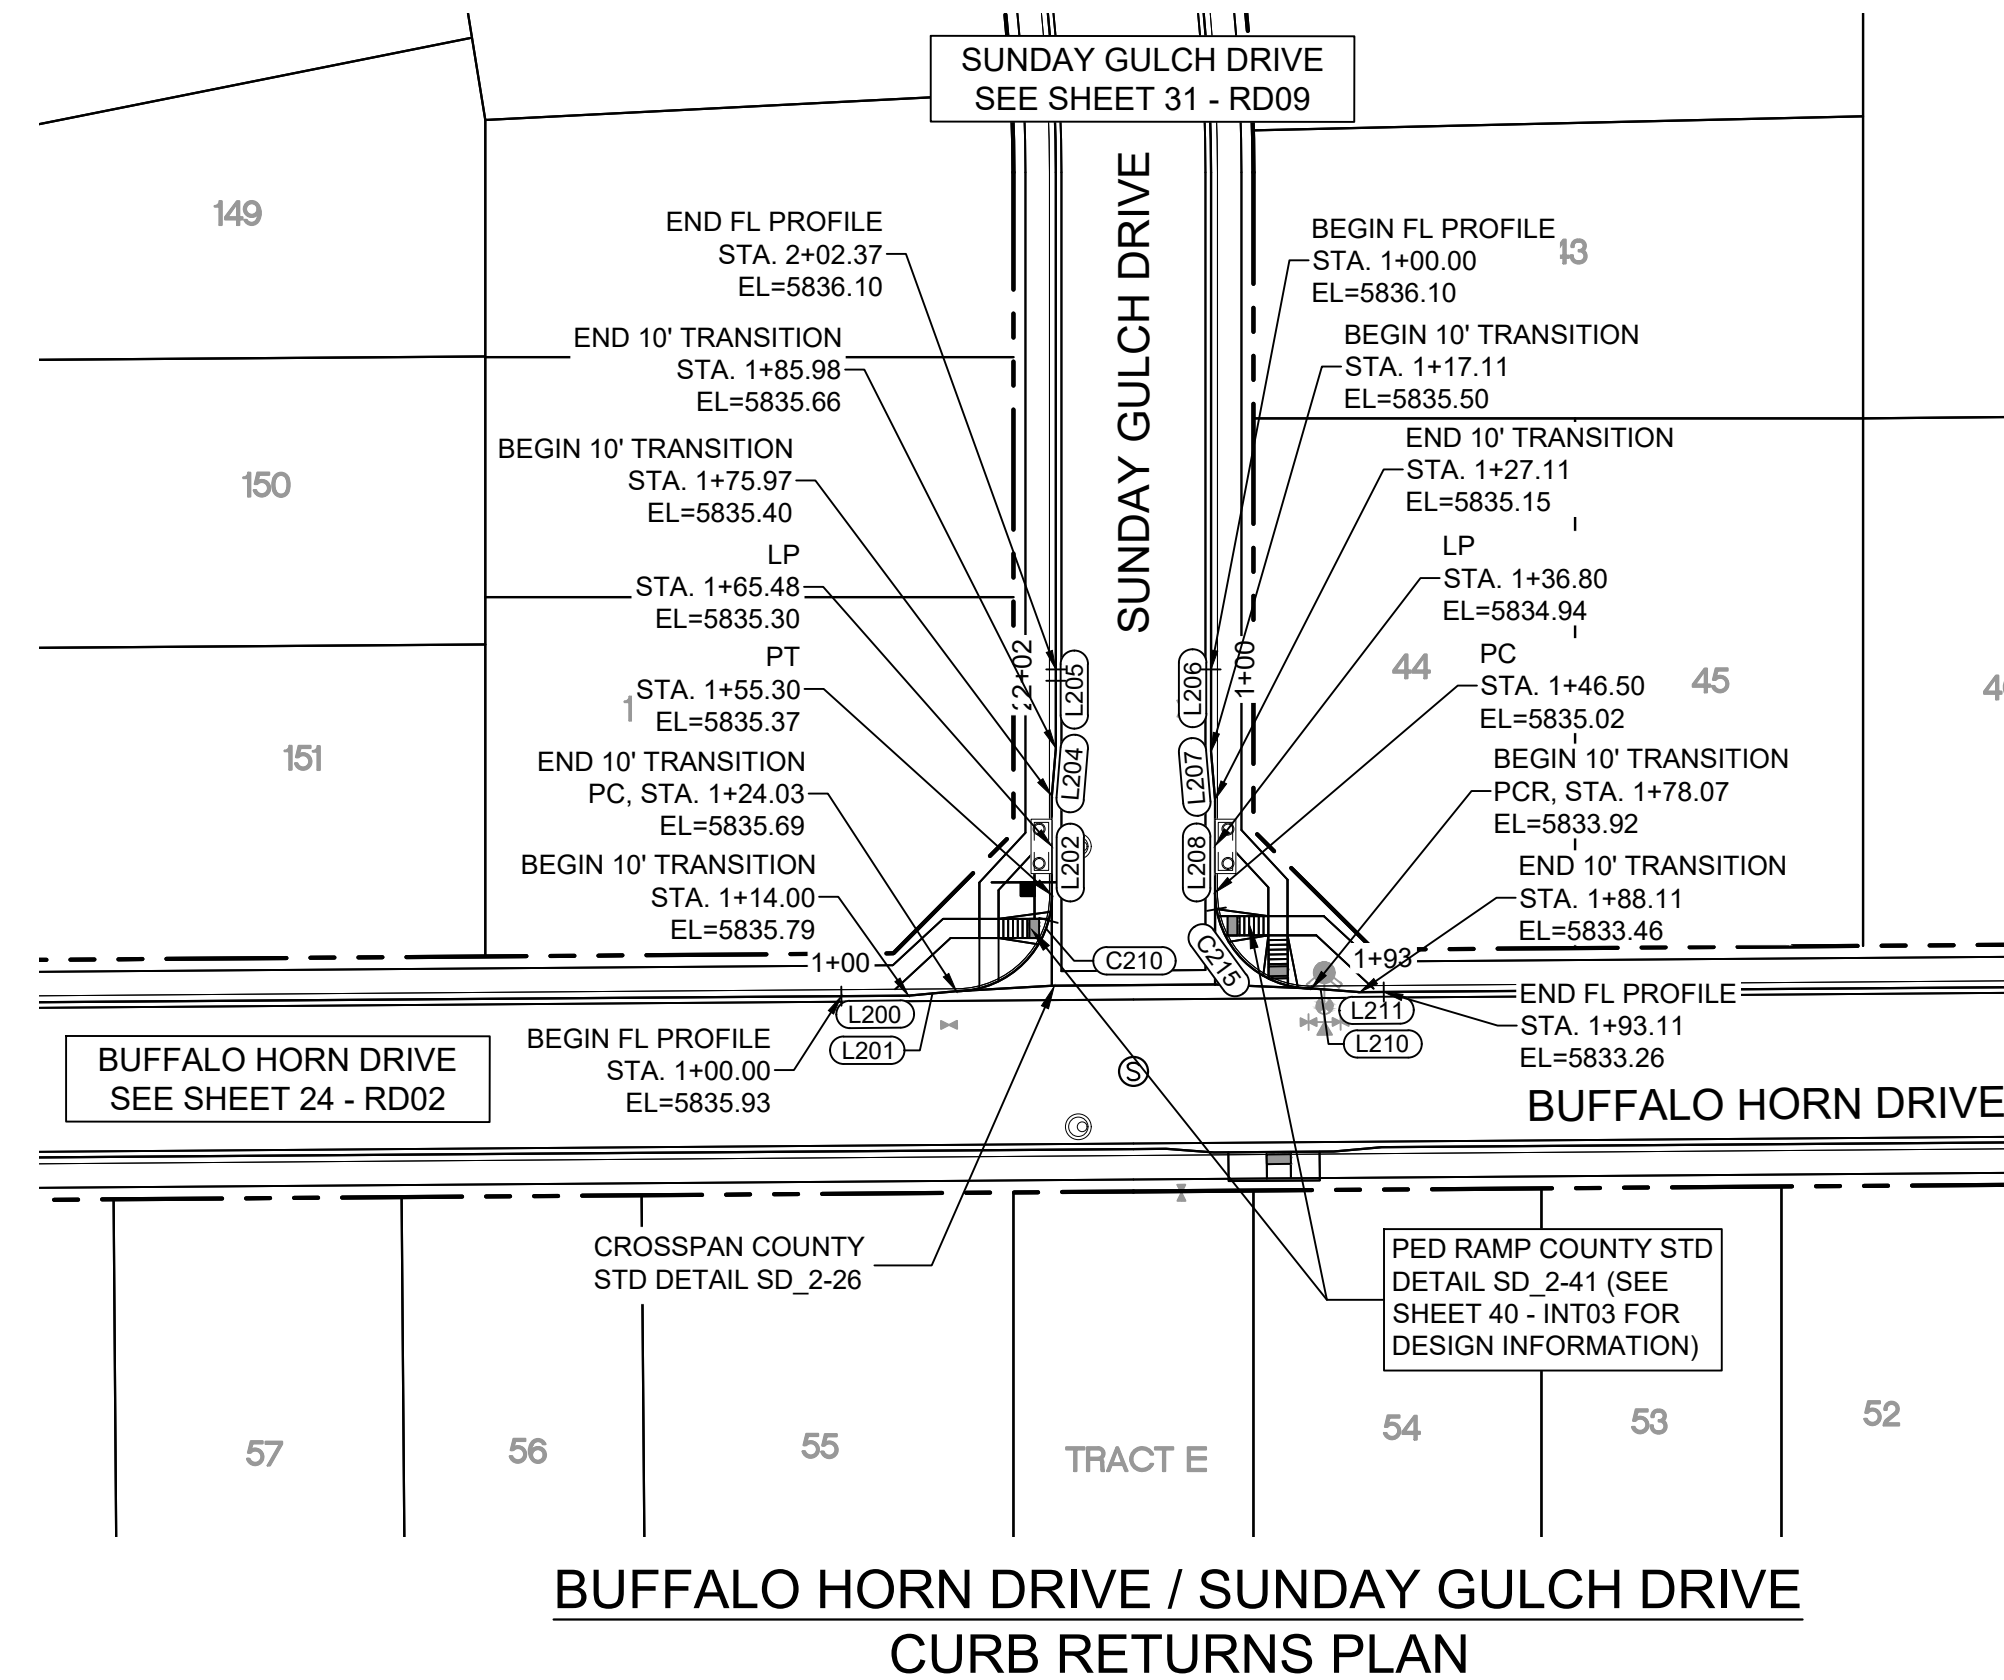 SUNDAY GULCH DRIVE
SEE SHEET 31 - RD09
SUNDAY GULCH DRIVE
149
150
151
1
END FL PROFILE
STA. 2+02.37
EL=5836.10
END 10' TRANSITION
STA. 1+85.98
EL=5835.66
BEGIN 10' TRANSITION
STA. 1+75.97
EL=5835.40
LP
STA. 1+65.48
EL=5835.30
PT
STA. 1+55.30
EL=5835.37
END 10' TRANSITION
PC, STA. 1+24.03
EL=5835.69
BEGIN 10' TRANSITION
STA. 1+14.00
EL=5835.79
1+00
BEGIN FL PROFILE
STA. 1+00.00
EL=5835.93
BEGIN FL PROFILE
STA. 1+00.00
EL=5836.10
BEGIN 10' TRANSITION
STA. 1+17.11
EL=5835.50
END 10' TRANSITION
STA. 1+27.11
EL=5835.15
LP
STA. 1+36.80
EL=5834.94
PC
STA. 1+46.50
EL=5835.02
BEGIN 10' TRANSITION
PCR, STA. 1+78.07
EL=5833.92
END 10' TRANSITION
STA. 1+88.11
EL=5833.46
1+93
END FL PROFILE
STA. 1+93.11
EL=5833.26
44
45
2+02
1+00
L205
L206
L204
L207
L202
L208
C210
C215
L200
L201
L211
L210
S
BUFFALO HORN DRIVE
SEE SHEET 24 - RD02
BUFFALO HORN DRIVE
CROSSPAN COUNTY
STD DETAIL SD_2-26
PED RAMP COUNTY STD
DETAIL SD_2-41 (SEE
SHEET 40 - INT03 FOR
DESIGN INFORMATION)
57
56
55
TRACT E
54
53
52
BUFFALO HORN DRIVE / SUNDAY GULCH DRIVE
CURB RETURNS PLAN